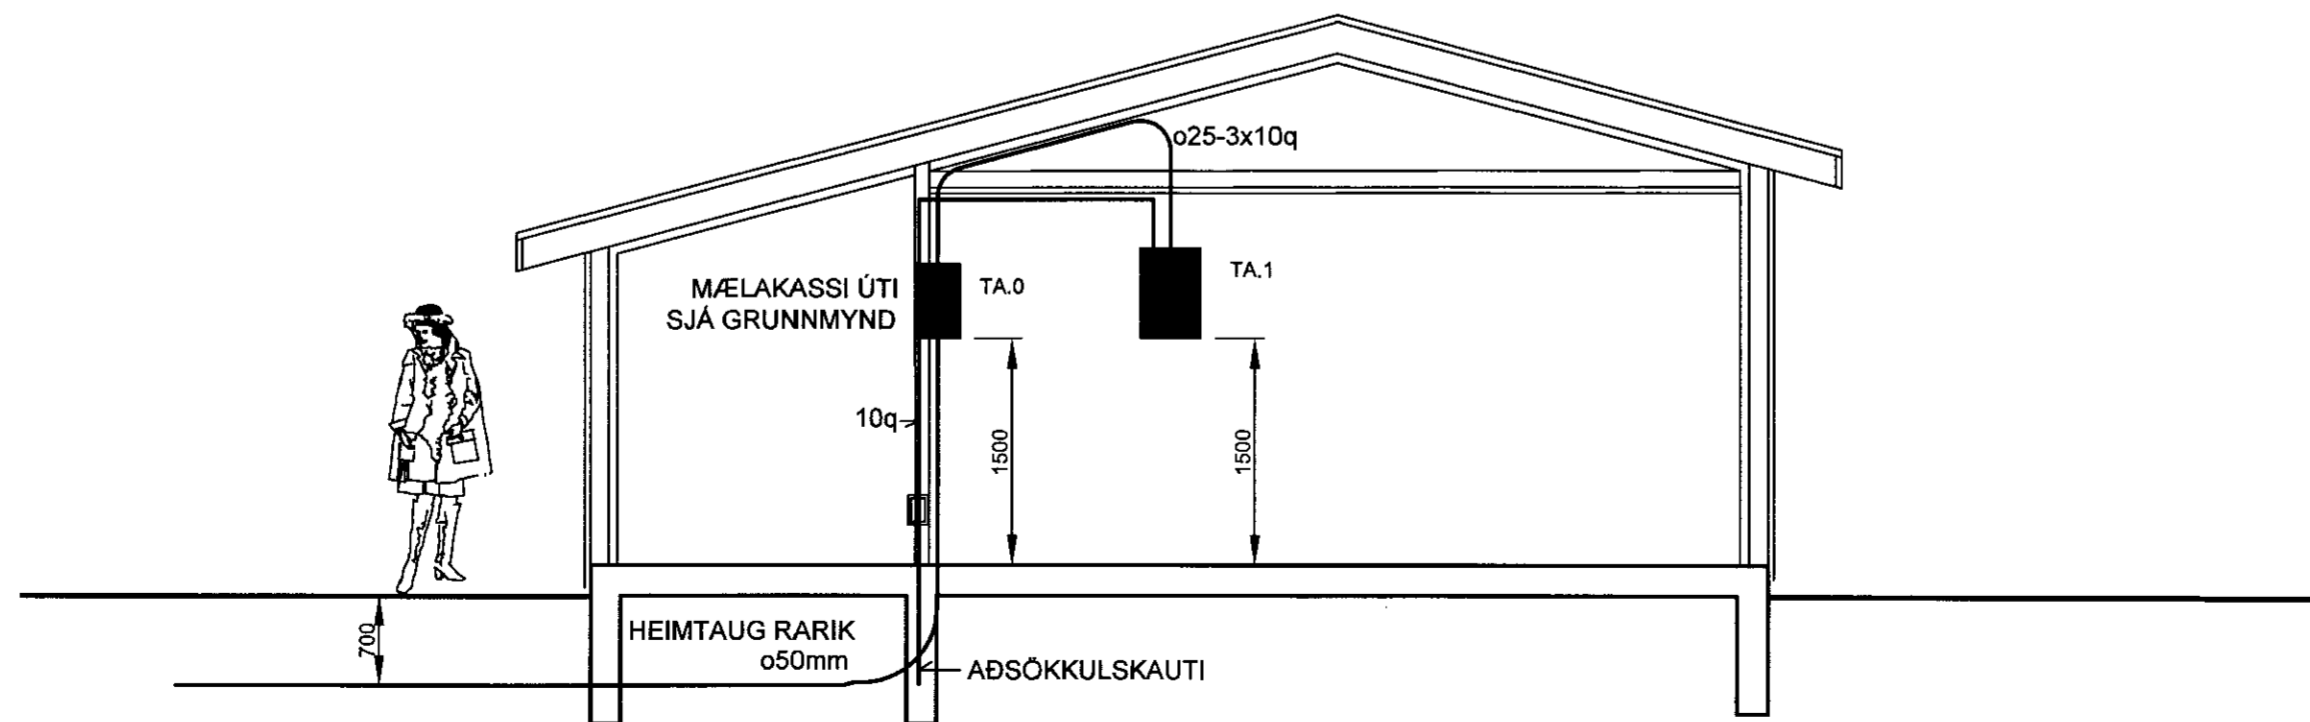 o25-3x10q
MÆLAKASSI ÚTI
SJÁ GRUNNMYND
TA.0
TA.1
10q
1500
1500
700
HEIMTAUG RARIK
o50mm
AÐSÖKKULSKAUTI